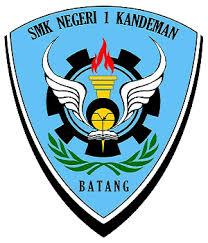 SMK NEGERI 1 KANDEMAN
BATANG